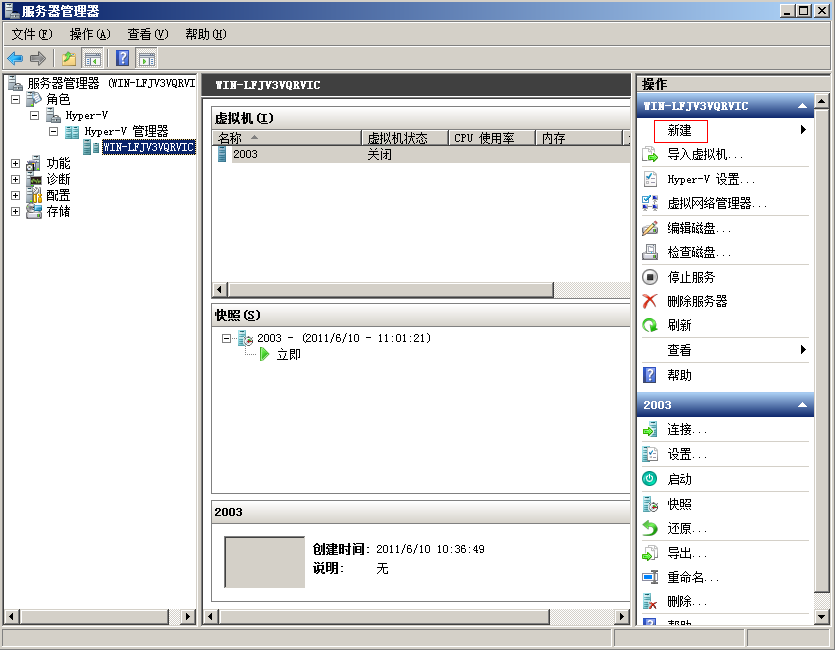 服务器管理器
文件(F) 操作(A) 查看(V) 帮助(H)
服务器管理器 (WIN-LFJV3VQRVI
角色
Hyper-V
Hyper-V 管理器
WIN-LFJV3VQRVIC
功能
诊断
配置
存储
WIN-LFJV3VQRVIC
虚拟机(I)
名称 虚拟机状态 CPU 使用率 内存
2003 关闭
快照(S)
2003 - (2011/6/10 - 11:01:21)
立即
2003
创建时间: 2011/6/10 10:36:49
说明: 无
操作
WIN-LFJV3VQRVIC
新建
导入虚拟机...
Hyper-V 设置...
虚拟网络管理器...
编辑磁盘...
检查磁盘...
停止服务
删除服务器
刷新
查看
帮助
2003
连接...
设置...
启动
快照
还原...
导出...
重命名...
删除...
帮助